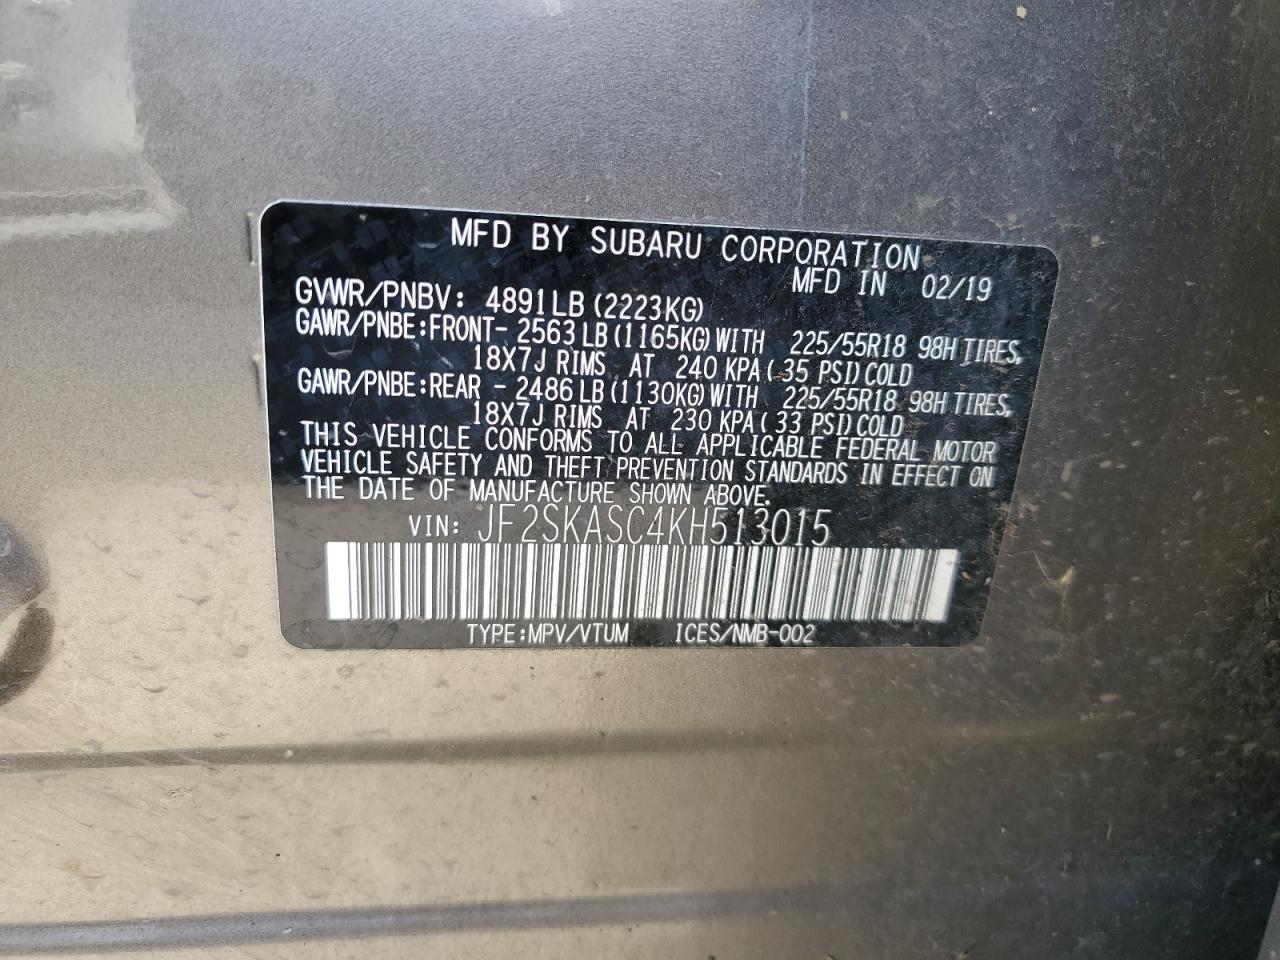 MFD BY SUBARU CORPORATION
MFD IN 02/19
GVWR/PNBV: 4891LB (2223KG)
GAWR/PNBE:FRONT- 2563LB (1165KG)WITH 225/55R18 98H TIRES,
18X7J RIMS AT 240 KPA( 35 PSI)COLD
GAWR/PNBE:REAR - 2486LB (1130KG)WITH 225/55R18 98H TIRES,
18X7J RIMS AT 230 KPA( 33 PSI)COLD
THIS VEHICLE CONFORMS TO ALL APPLICABLE FEDERAL MOTOR
VEHICLE SAFETY AND THEFT PREVENTION STANDARDS IN EFFECT ON
THE DATE OF MANUFACTURE SHOWN ABOVE.
VIN: JF2SKASC4KH513015
TYPE:MPV/VTUM ICES/NMB-002